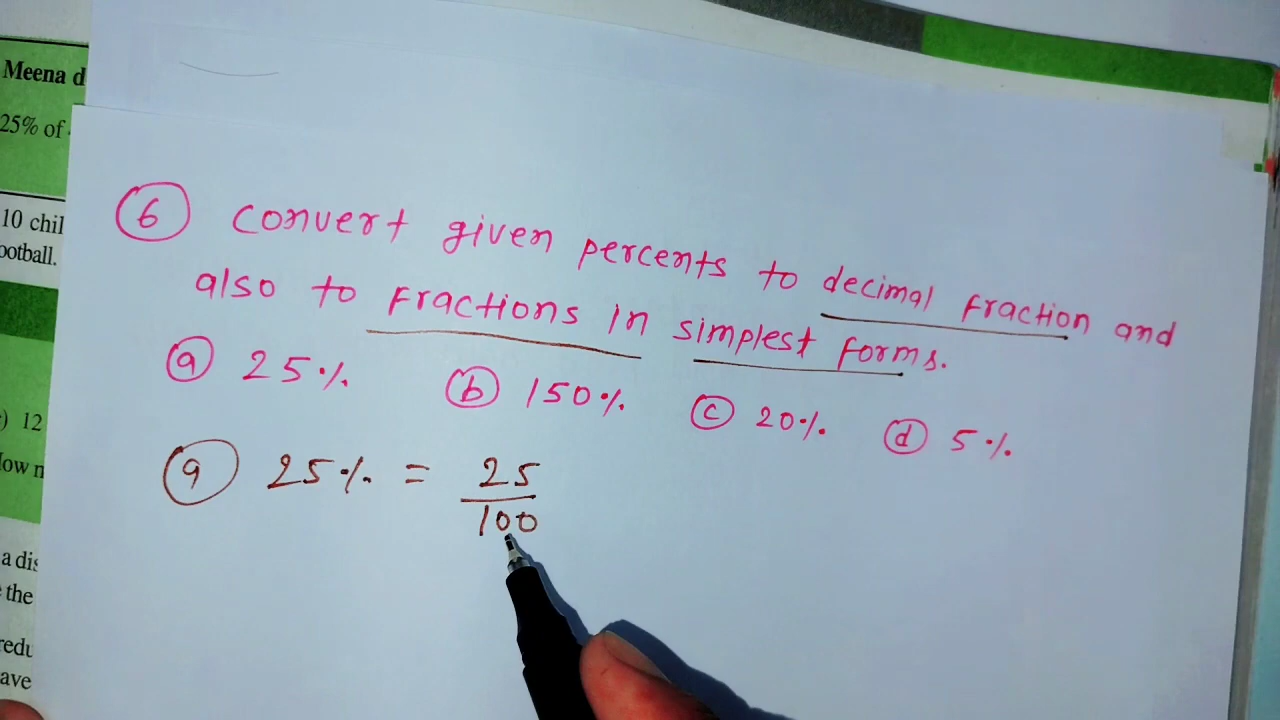 Meena d
25% of
10 chil
ootball.
) 12
low n
a dis
the
redu
ave
6 convert given percents to decimal fraction and
also to Fractions in simplest forms.
a 25% b 150% c 20% d 5%
a 25% = 25
100